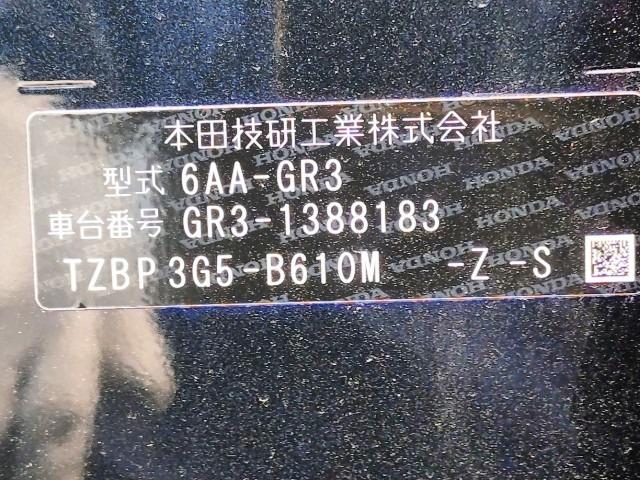 本田技研工業株式会社
型式 6AA-GR3
車台番号 GR3-1388183
TZBP 3G5-B610M -Z-S